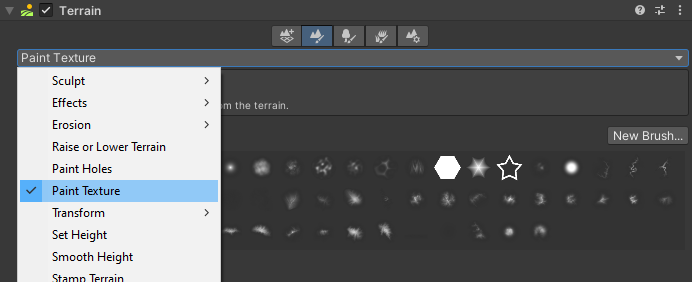 Terrain
Paint Texture
Sculpt
Effects
om the terrain.
Erosion
Raise or Lower Terrain
New Brush...
Paint Holes
Paint Texture
Transform
Set Height
Smooth Height
Stamp Terrain